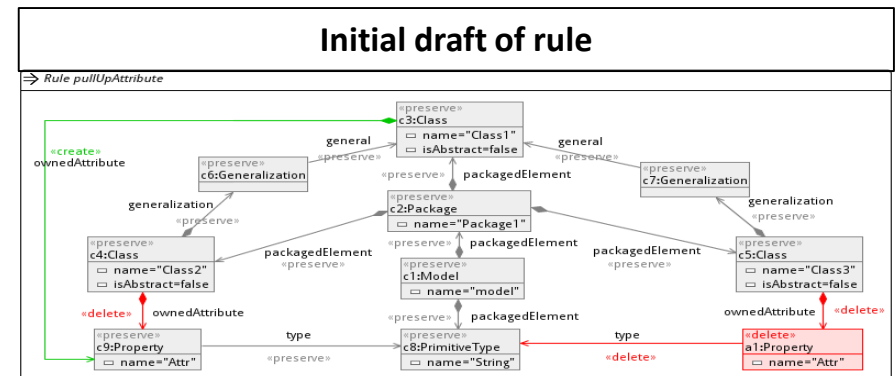 Initial draft of rule
Rule pullUpAttribute
«preserve»
c3:Class
name="Class1"
isAbstract=false
«create»
ownedAttribute
general
«preserve»
general
«preserve»
«preserve»
c6:Generalization
«preserve»
c7:Generalization
«preserve»
packagedElement
«preserve»
c2:Package
name="Package1"
generalization
«preserve»
generalization
«preserve»
«preserve»
c4:Class
name="Class2"
isAbstract=false
packagedElement
«preserve»
«preserve»
packagedElement
packagedElement
«preserve»
«preserve»
c5:Class
name="Class3"
isAbstract=false
«preserve»
c1:Model
name="model"
«delete»
ownedAttribute
«preserve»
packagedElement
ownedAttribute
«delete»
«preserve»
c9:Property
name="Attr"
type
«preserve»
«preserve»
c8:PrimitiveType
name="String"
type
«delete»
«delete»
a1:Property
name="Attr"